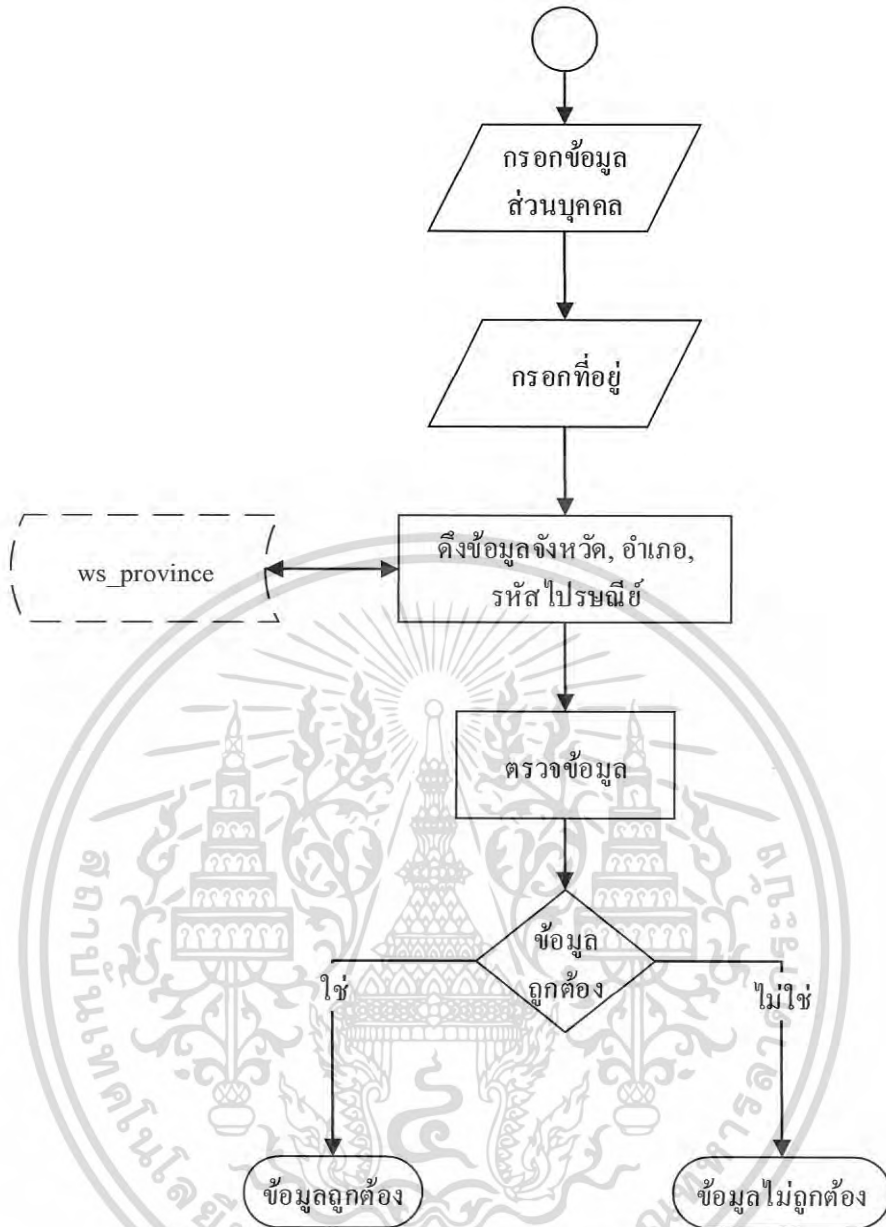 กรอกข้อมูล
ส่วนบุคคล
กรอกที่อยู่
ws_province
ดึงข้อมูลจังหวัด, อำเภอ,
รหัสไปรษณีย์
ตรวจข้อมูล
ข้อมูล
ถูกต้อง
ใช่
ไม่ใช่
ข้อมูลถูกต้อง
ข้อมูลไม่ถูกต้อง